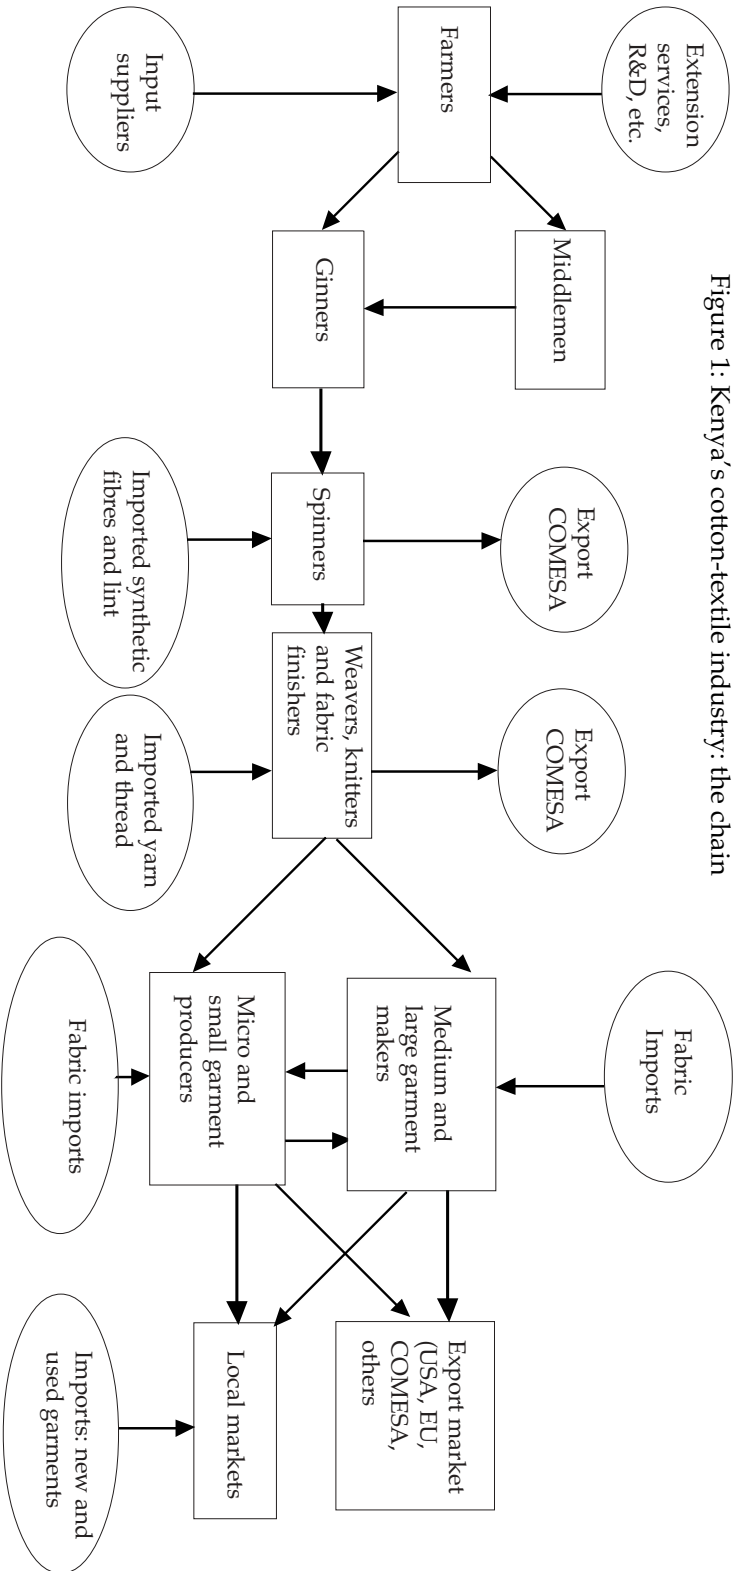 Figure 1: Kenya's cotton-textile industry: the chain
Extension
services,
R&D, etc.
Farmers
Input
suppliers
Middlemen
Ginners
Export
COMESA
Spinners
Imported synthetic
fibres and lint
Export
COMESA
Weavers, knitters
and fabric
finishers
Imported yarn
and thread
Fabric
Imports
Medium and
large garment
makers
Micro and
small garment
producers
Fabric imports
Export market
(USA, EU,
COMESA,
others
Local markets
Imports: new and
used garments